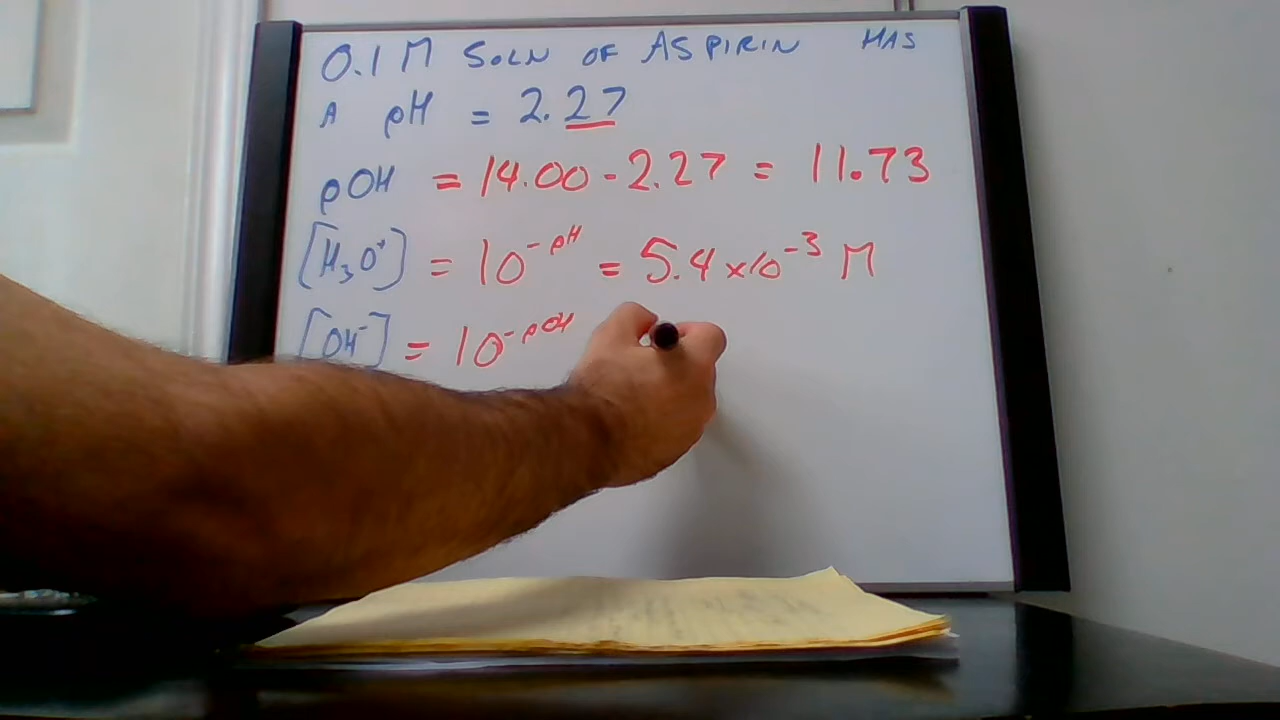 0.1 M SOLN OF ASPIRIN HAS
A pH = 2.27
pOH = 14.00 - 2.27 = 11.73
[H₃O⁺] = 10⁻ᵖᴴ = 5.4 x10⁻³ M
[OH⁻] = 10⁻ᵖᴼᴴ